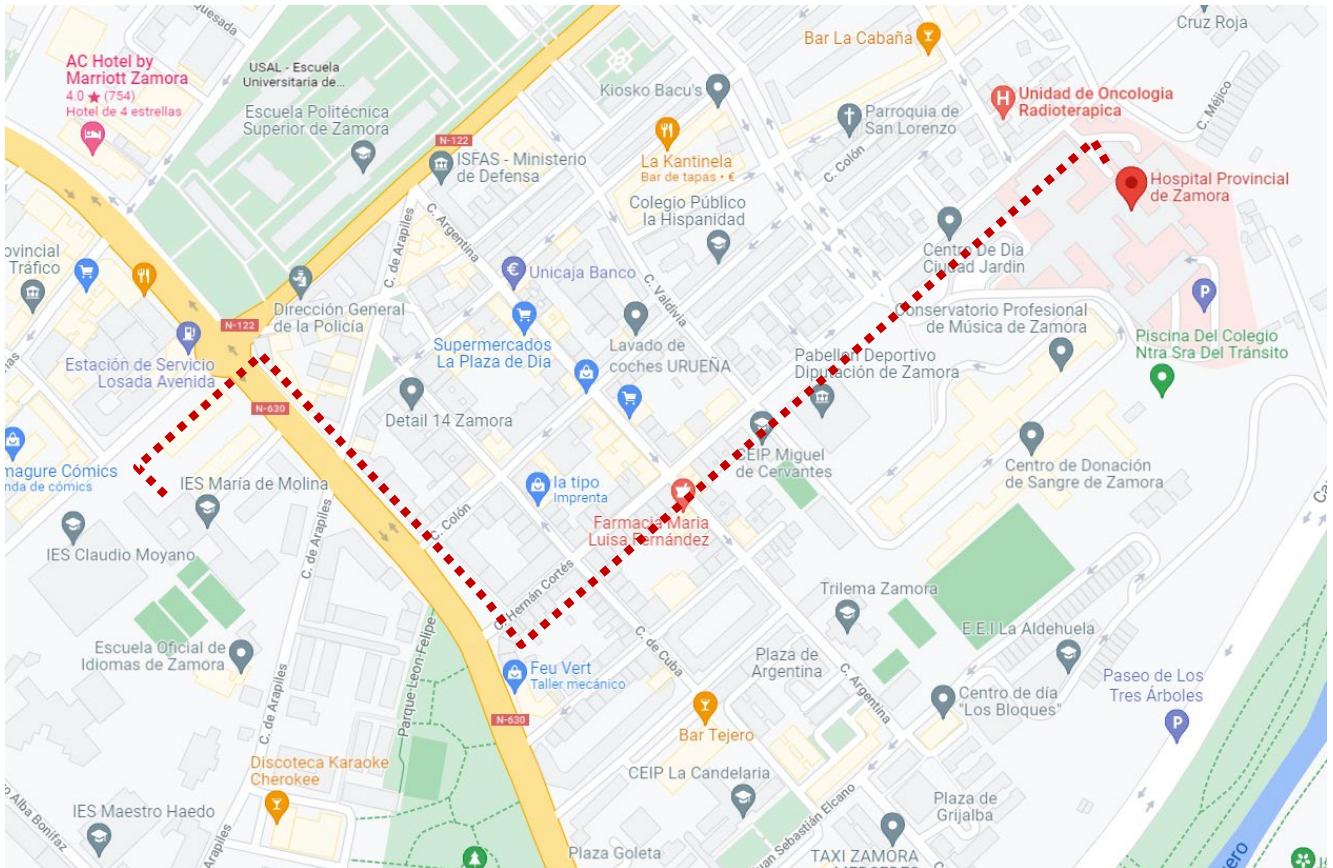 Quesada
Cruz Roja
AC Hotel by
Marriott Zamora
4.0 ★ (754)
Hotel de 4 estrellas
USAL - Escuela
Universitaria de...
Bar La Cabaña
Kiosko Bacu's
Unidad de Oncologia
Radioterapica
H
Escuela Politécnica
Superior de Zamora
Parroquia de
San Lorenzo
C. Méjico
N-122
ISFAS - Ministerio
de Defensa
La Kantinela
Bar de tapas • €
C. Colón
Hospital Provincial
de Zamora
Colegio Público
la Hispanidad
C. Argentina
C. de Arapiles
Centro De Dia
Ciudad Jardin
ovincial
Tráfico
€
Unicaja Banco
C. Valdivia
P
Dirección General
de la Policía
Conservatorio Profesional
de Música de Zamora
N-122
Supermercados
La Plaza de Dia
Lavado de
coches URUEÑA
Piscina Del Colegio
Ntra Sra Del Tránsito
Estación de Servicio
Losada Avenida
Pabellon Deportivo
Diputación de Zamora
N-630
Detail 14 Zamora
CEIP Miguel
de Cervantes
magure Cómics
nda de cómics
IES María de Molina
la tipo
Imprenta
Centro de Donación
de Sangre de Zamora
Farmacia Maria
Luisa Fernández
C. Colón
IES Claudio Moyano
C. de Arapiles
C. Hernán Cortés
Trilema Zamora
E.E.I La Aldehuela
Escuela Oficial de
Idiomas de Zamora
Parque Leon Felipe
C. de Cuba
Plaza de
Argentina
C. Argentina
Feu Vert
Taller mecánico
Paseo de Los
Tres Árboles
P
Centro de día
"Los Bloques"
N-630
C. de Arapiles
Bar Tejero
Discoteca Karaoke
Cherokee
CEIP La Candelaria
IES Maestro Haedo
Alba Bonifaz
Arapiles
uan Sebastián Elcano
Plaza de
Grijalba
Plaza Goleta
TAXI ZAMORA
uero